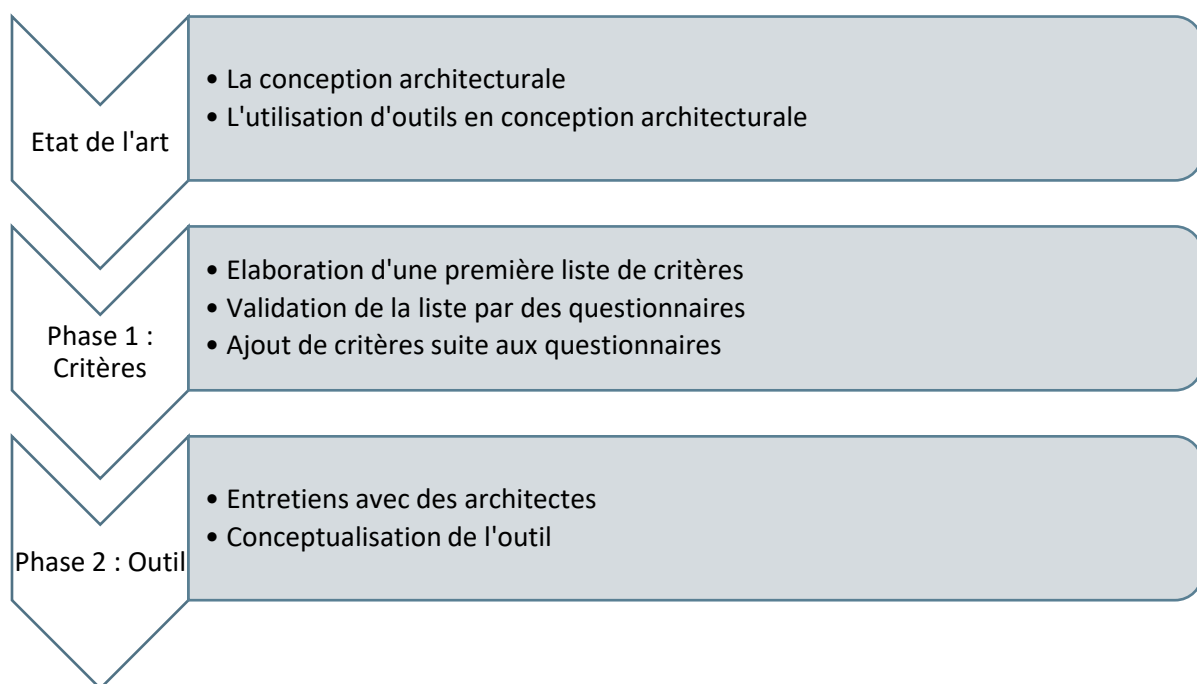 Etat de l'art
• La conception architecturale
• L'utilisation d'outils en conception architecturale
Phase 1 :
Critères
• Elaboration d'une première liste de critères
• Validation de la liste par des questionnaires
• Ajout de critères suite aux questionnaires
Phase 2 : Outil
• Entretiens avec des architectes
• Conceptualisation de l'outil